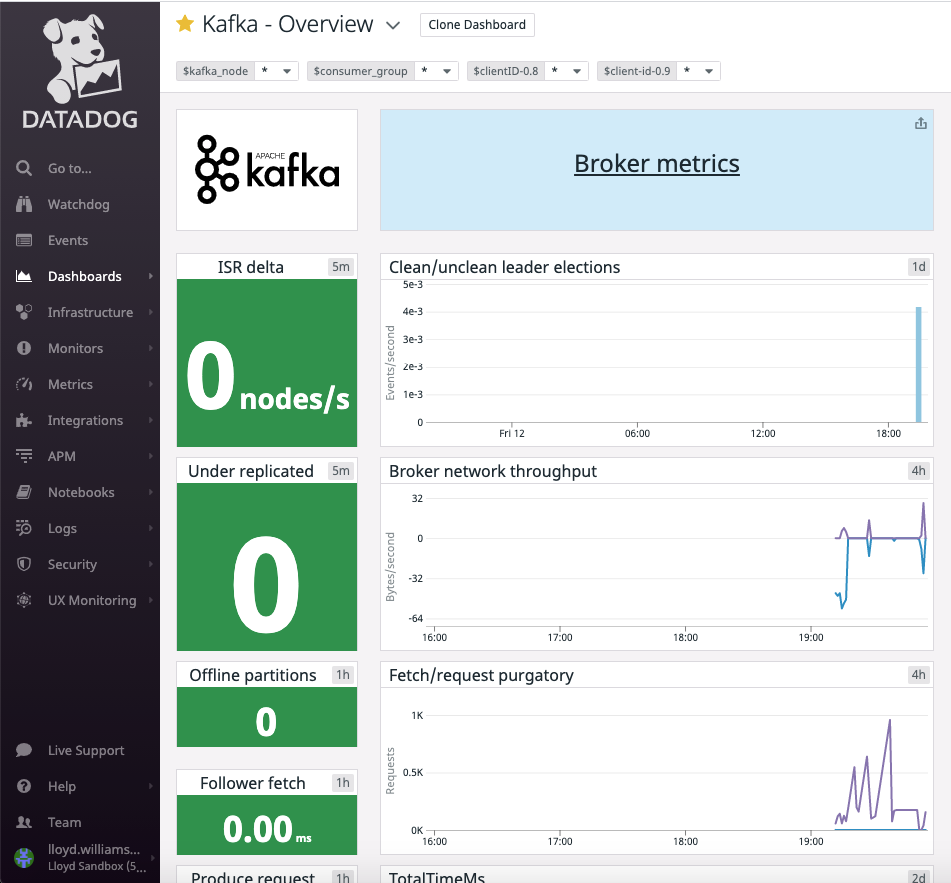 Kafka - Overview
Clone Dashboard
$kafka_node *
$consumer_group *
$clientID-0.8 *
$client-id-0.9 *
DATADOG
Go to...
Watchdog
Events
Dashboards
Infrastructure
Monitors
Metrics
Integrations
APM
Notebooks
Logs
Security
UX Monitoring
Live Support
Help
Team
lloyd.williams...
Lloyd Sandbox (5_...
APACHE
kafka
Broker metrics
ISR delta 5m
0 nodes/s
Clean/unclean leader elections 1d
Events/second
5e-3
4e-3
3e-3
2e-3
1e-3
0
Fri 12 06:00 12:00 18:00
Under replicated 5m
0
Broker network throughput 4h
Bytes/second
32
0
-32
-64
16:00 17:00 18:00 19:00
Offline partitions 1h
0
Fetch/request purgatory 4h
Requests
1K
0.5K
0K
16:00 17:00 18:00 19:00
Follower fetch 1h
0.00 ms
Produce request 1h
TotalTimeMs 2d